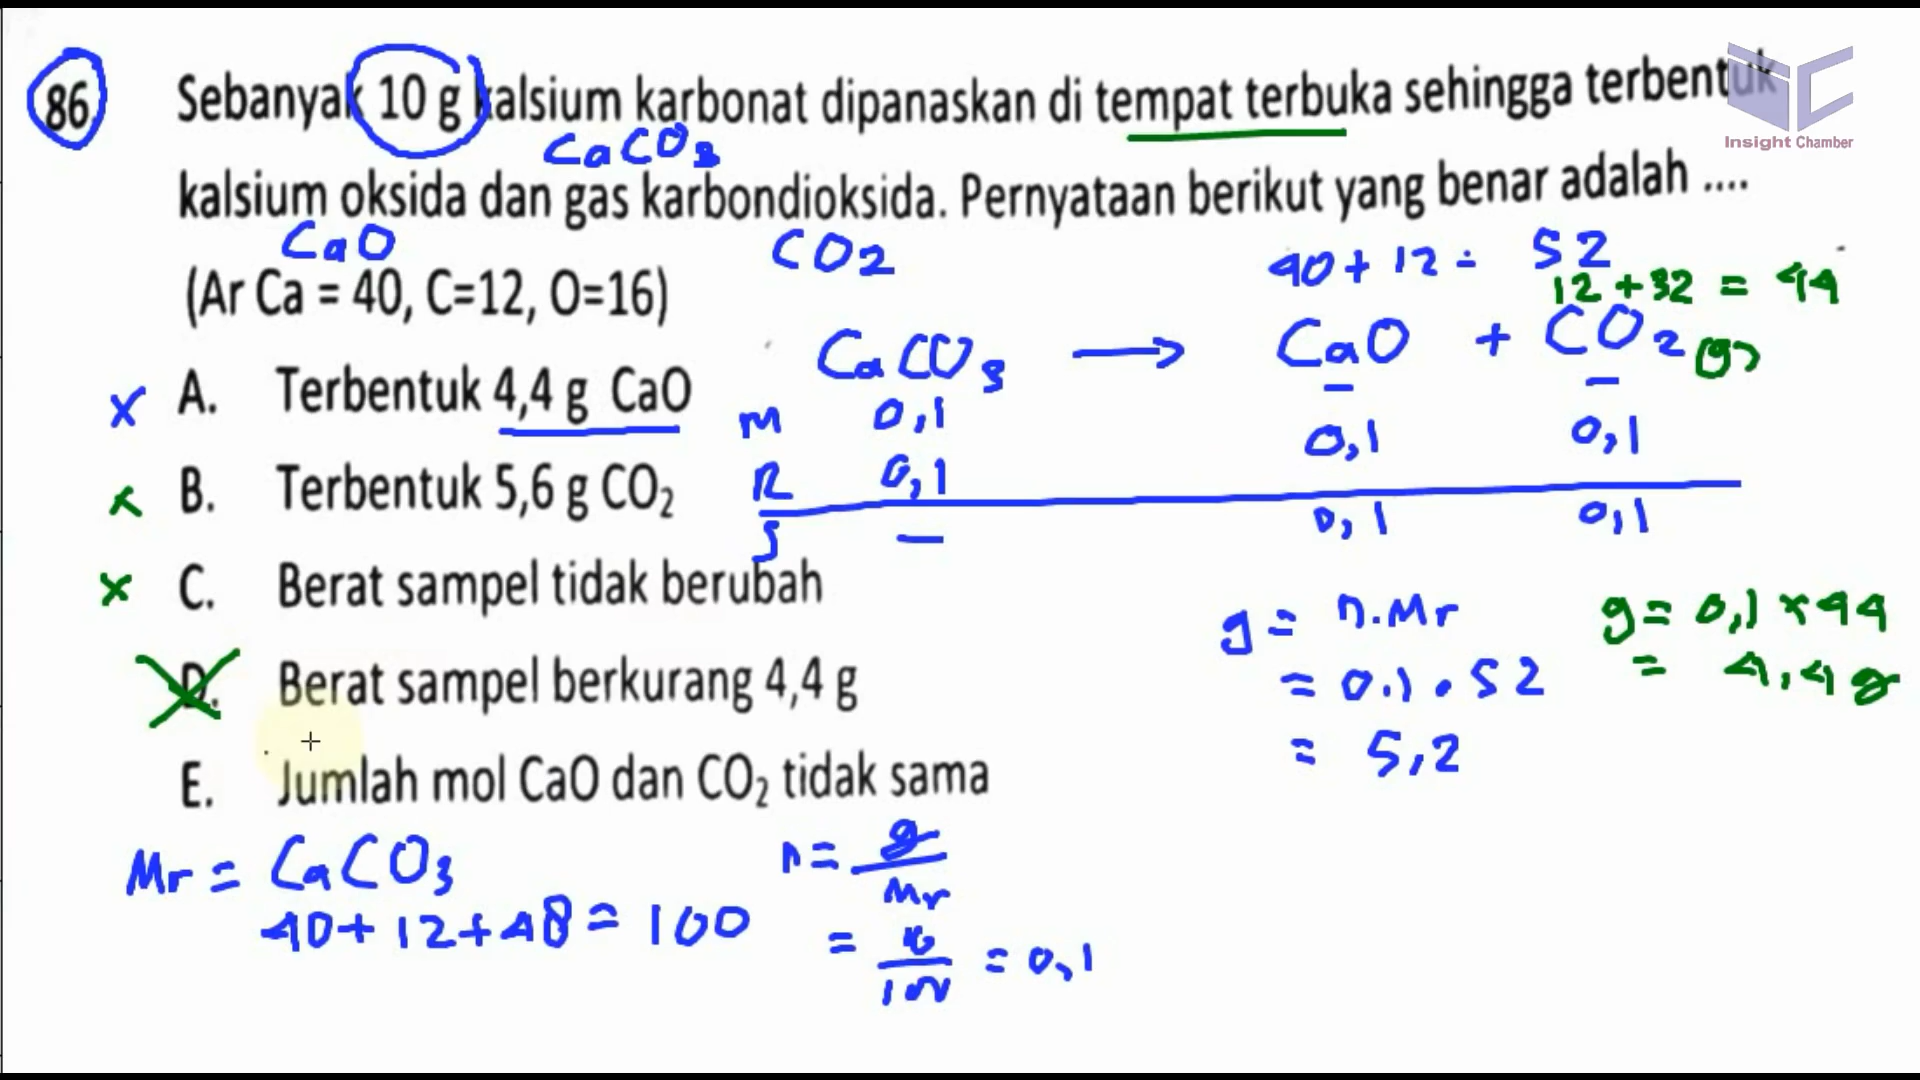 86 Sebanyak 10 g kalsium karbonat dipanaskan di tempat terbuka sehingga terbentuk
CaCO3
kalsium oksida dan gas karbondioksida. Pernyataan berikut yang benar adalah ....
CaO CO2
(Ar Ca = 40, C=12, O=16)
40+12= 52
12+32 = 44
CaCO3 → CaO + CO2(g)
A. Terbentuk 4,4 g CaO
M 0,1 - -
B. Terbentuk 5,6 g CO2
R 0,1 0,1 0,1
S - 0,1 0,1
C. Berat sampel tidak berubah
D. Berat sampel berkurang 4,4 g
E. Jumlah mol CaO dan CO2 tidak sama
g = n.Mr
= 0.1 . 52
= 5,2
g = 0,1 x 44
= 4,4 g
Mr = CaCO3
40+12+48 = 100
n = g / Mr
= 10 / 100 = 0,1
Insight Chamber